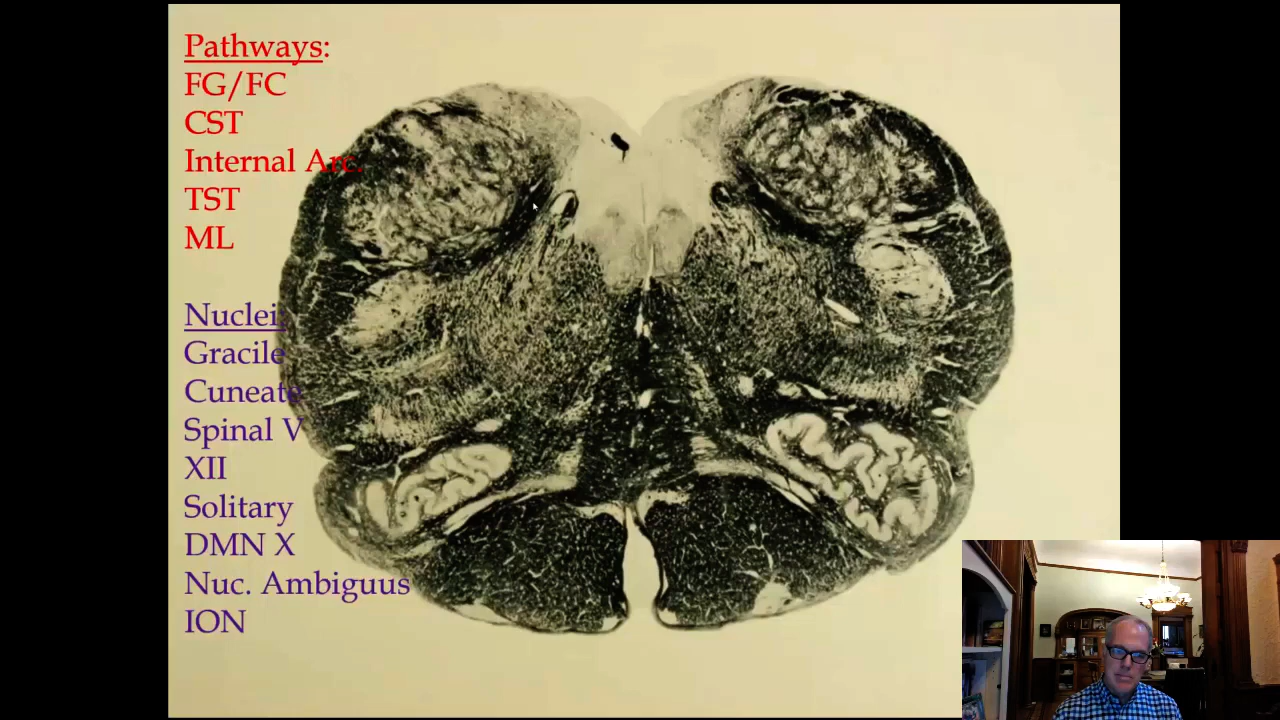 Pathways:
FG/FC
CST
Internal Arc.
TST
ML
Nuclei:
Gracile
Cuneate
Spinal V
XII
Solitary
DMN X
Nuc. Ambiguus
ION